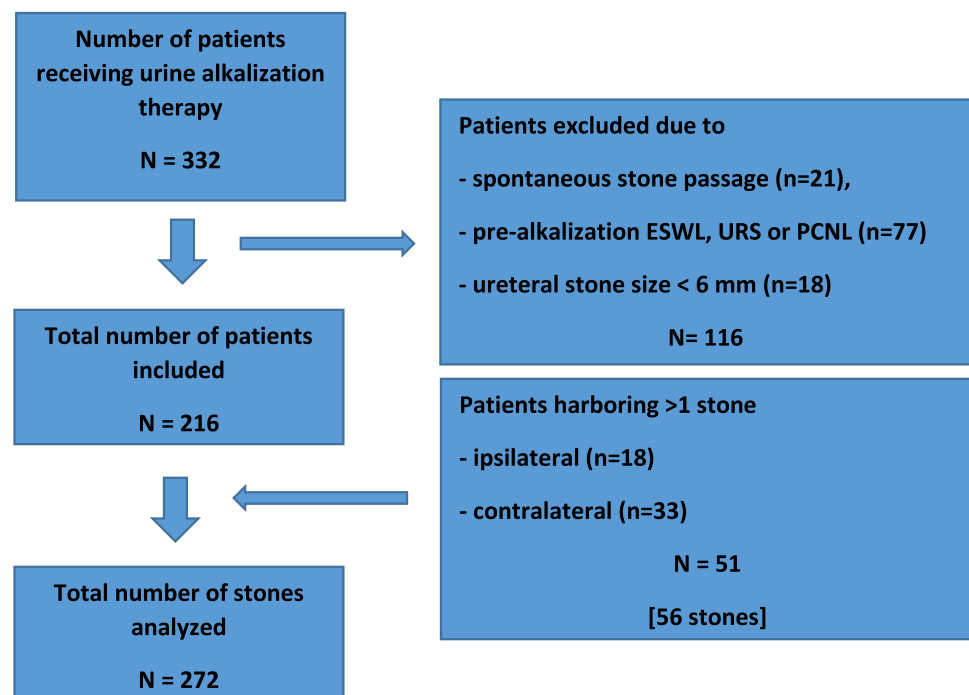 Number of patients
receiving urine alkalization
therapy
N = 332
Patients excluded due to
- spontaneous stone passage (n=21),
- pre-alkalization ESWL, URS or PCNL (n=77)
- ureteral stone size < 6 mm (n=18)
N= 116
Total number of patients
included
N = 216
Patients harboring >1 stone
- ipsilateral (n=18)
- contralateral (n=33)
N = 51
[56 stones]
Total number of stones
analyzed
N = 272